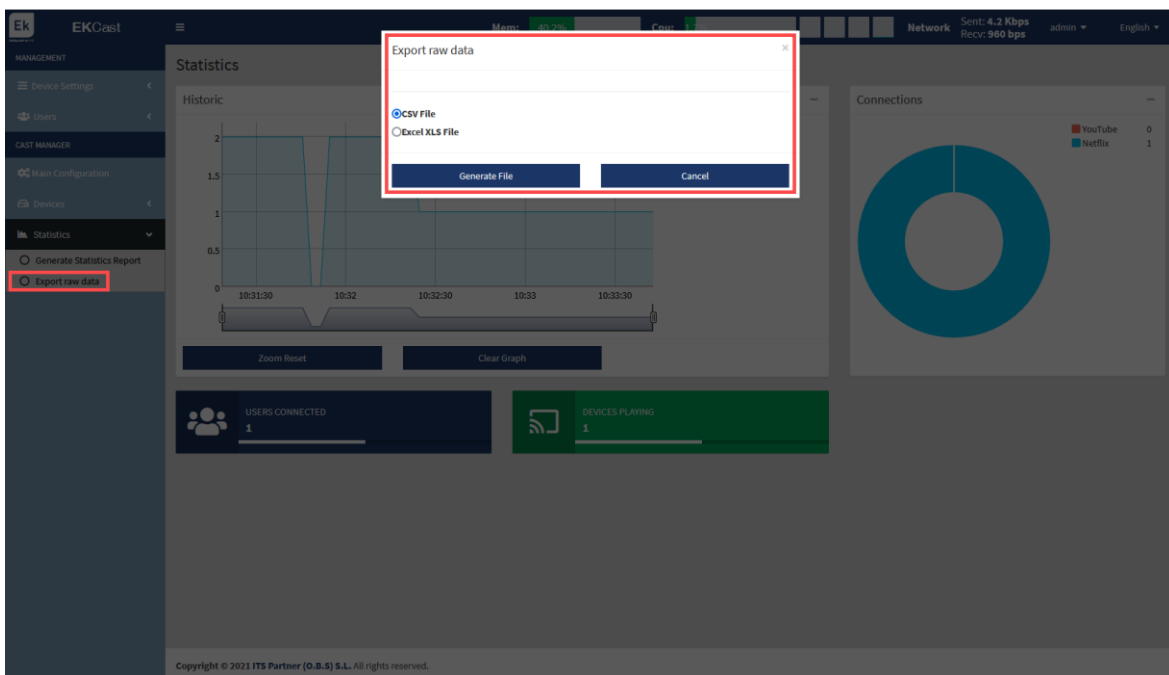 Ek
EKCast
Mem: 40.2%
Cpu: 1.
Network
Sent: 4.2 Kbps
Recv: 960 bps
admin
English
MANAGEMENT
Device Settings
Users
CAST MANAGER
Main Configuration
Devices
Statistics
Generate Statistics Report
Export raw data
Statistics
Historic
2
1.5
1
0.5
0
10:31:30
10:32
10:32:30
10:33
10:33:30
Zoom Reset
Clear Graph
Export raw data
×
CSV File
Excel XLS File
Generate File
Cancel
Connections
YouTube 0
Netflix 1
USERS CONNECTED
1
DEVICES PLAYING
1
Copyright © 2021 ITS Partner (O.B.S) S.L. All rights reserved.